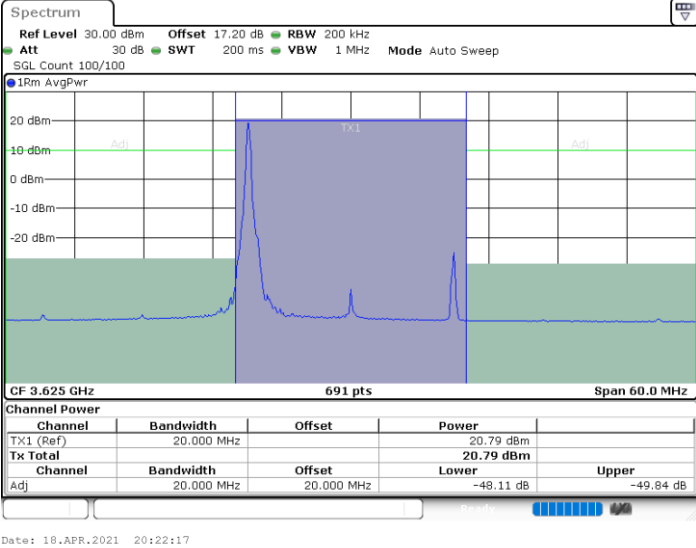 Spectrum
Ref Level 30.00 dBm Offset 17.20 dB RBW 200 kHz
Att 30 dB SWT 200 ms VBW 1 MHz Mode Auto Sweep
SGL Count 100/100
1Rm AvgPwr
20 dBm
TX1
Adj
Adj
10 dBm
0 dBm
-10 dBm
-20 dBm
CF 3.625 GHz 691 pts Span 60.0 MHz
Channel Power
Channel Bandwidth Offset Power
TX1 (Ref) 20.000 MHz 20.79 dBm
Tx Total 20.79 dBm
Channel Bandwidth Offset Lower Upper
Adj 20.000 MHz 20.000 MHz -48.11 dB -49.84 dB
Ready
Date: 18.APR.2021 20:22:17